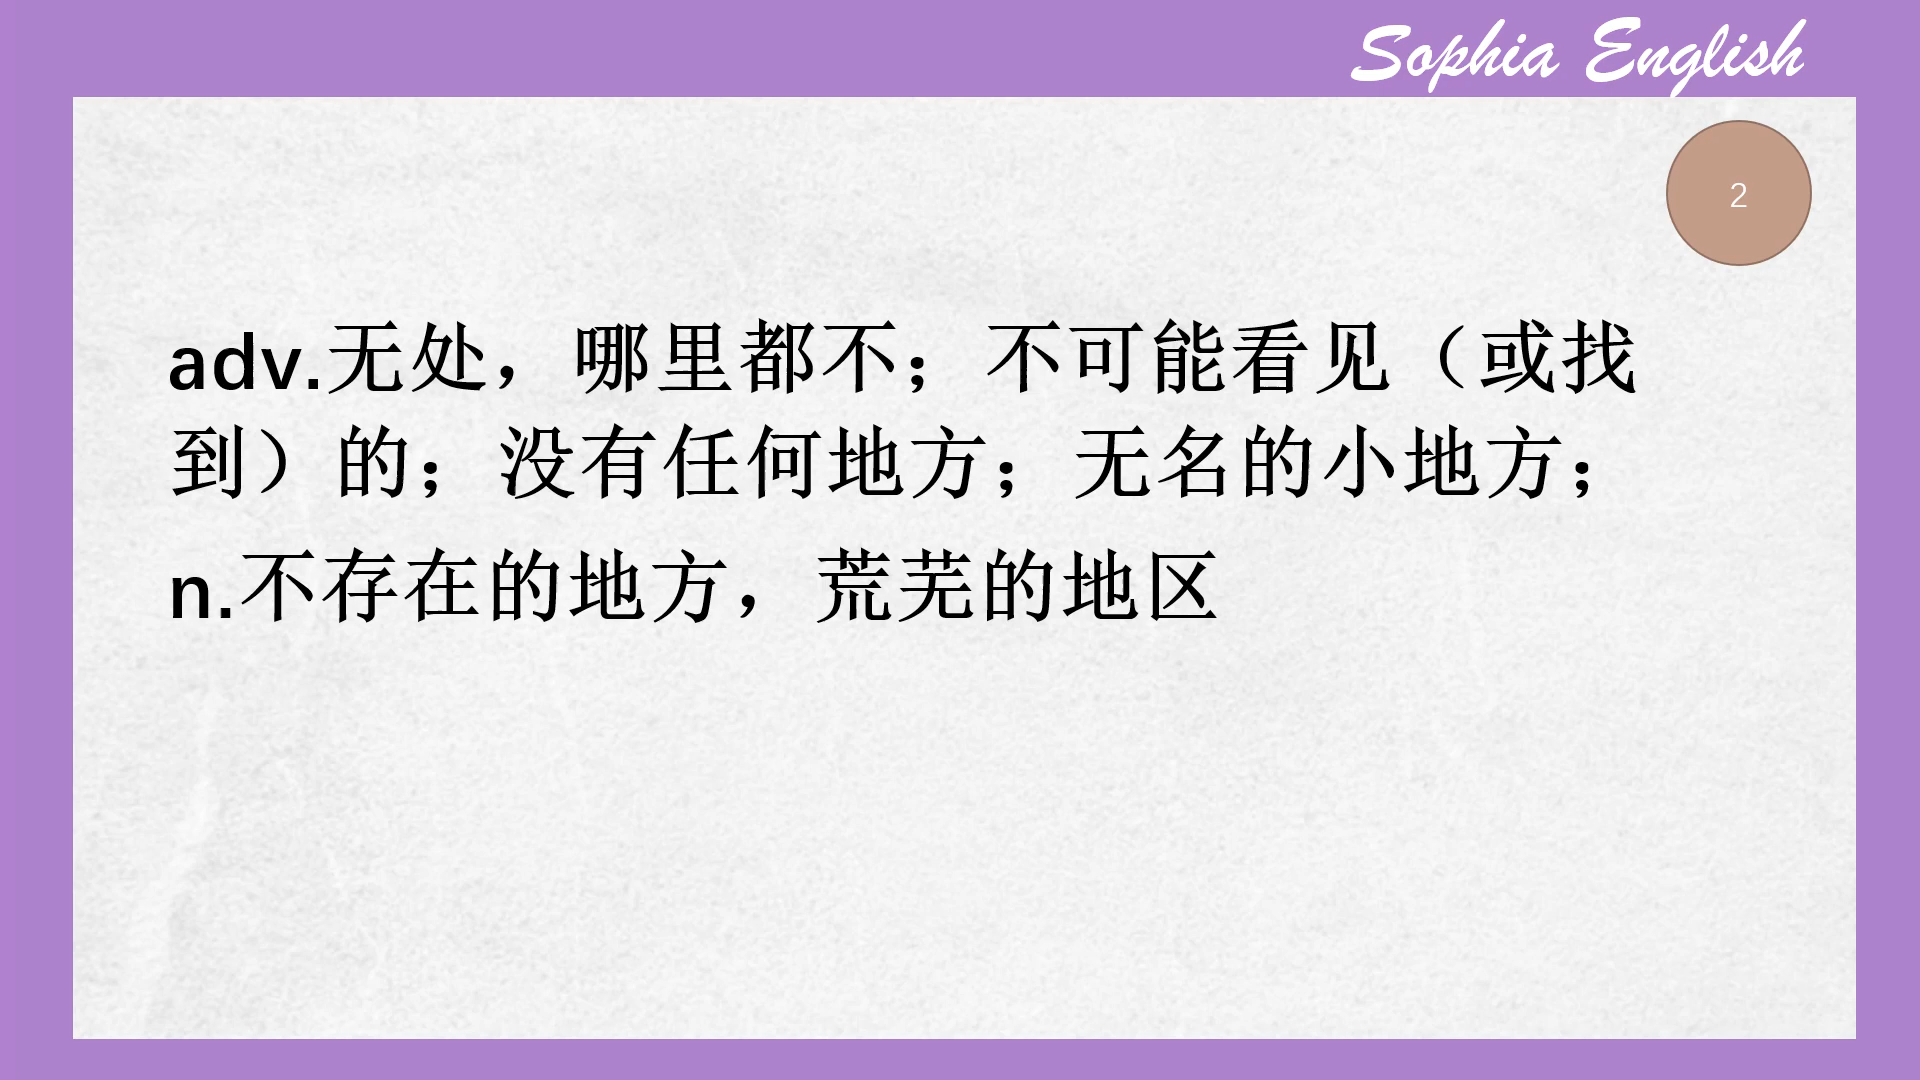 Sophia English
2
adv.无处，哪里都不；不可能看见（或找
到）的；没有任何地方；无名的小地方；
n.不存在的地方，荒芜的地区